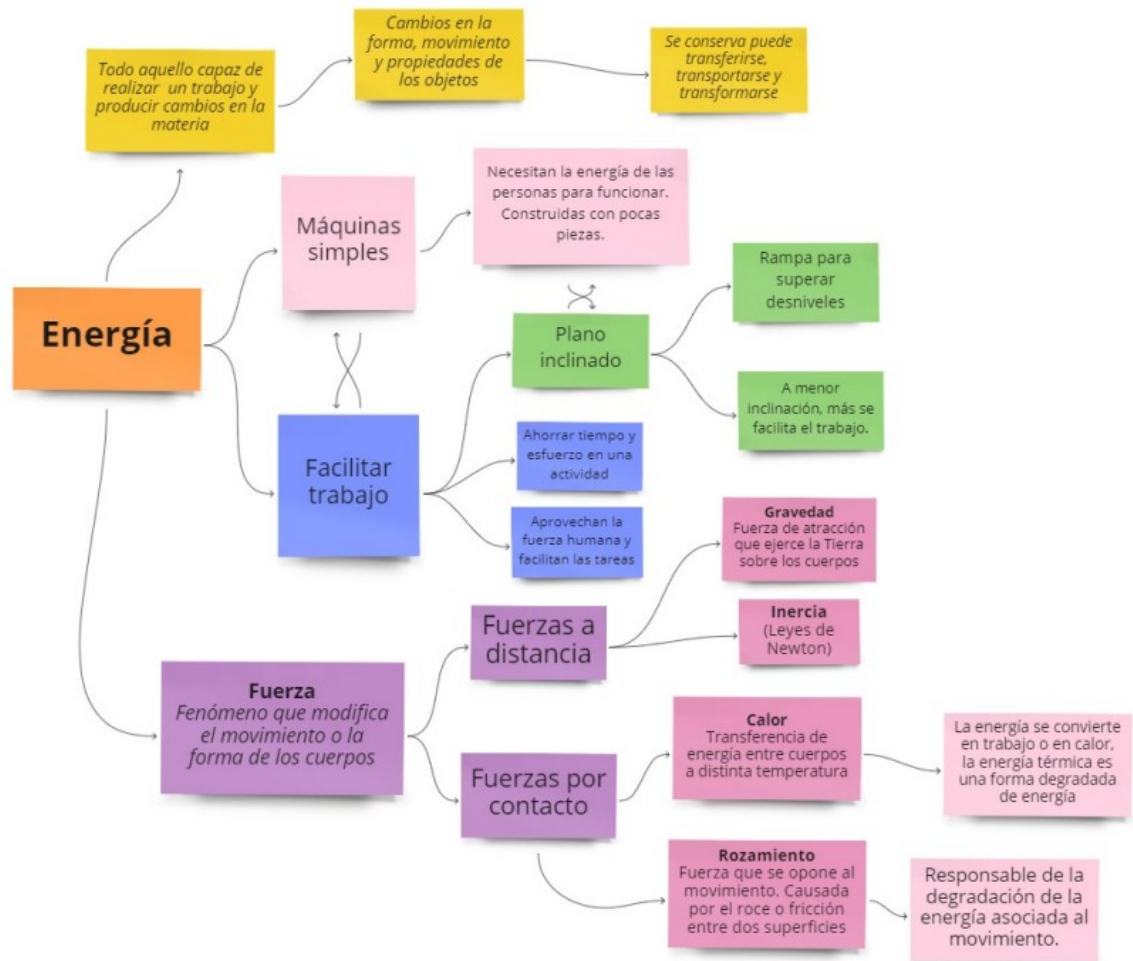 Todo aquello capaz de
realizar un trabajo y
producir cambios en la
materia
Cambios en la
forma, movimiento
y propiedades de
los objetos
Se conserva puede
transferirse,
transportarse y
transformarse
Energía
Máquinas
simples
Necesitan la energía de las
personas para funcionar.
Construidas con pocas
piezas.
Facilitar
trabajo
Plano
inclinado
Rampa para
superar
desniveles
A menor
inclinación, más se
facilita el trabajo.
Ahorrar tiempo y
esfuerzo en una
actividad
Aprovechan la
fuerza humana y
facilitan las tareas
Fuerza
Fenómeno que modifica
el movimiento o la
forma de los cuerpos
Fuerzas a
distancia
Gravedad
Fuerza de atracción
que ejerce la Tierra
sobre los cuerpos
Inercia
(Leyes de
Newton)
Fuerzas por
contacto
Calor
Transferencia de
energía entre cuerpos
a distinta temperatura
La energía se convierte
en trabajo o en calor,
la energía térmica es
una forma degradada
de energía
Rozamiento
Fuerza que se opone al
movimiento. Causada
por el roce o fricción
entre dos superficies
Responsable de la
degradación de la
energía asociada al
movimiento.